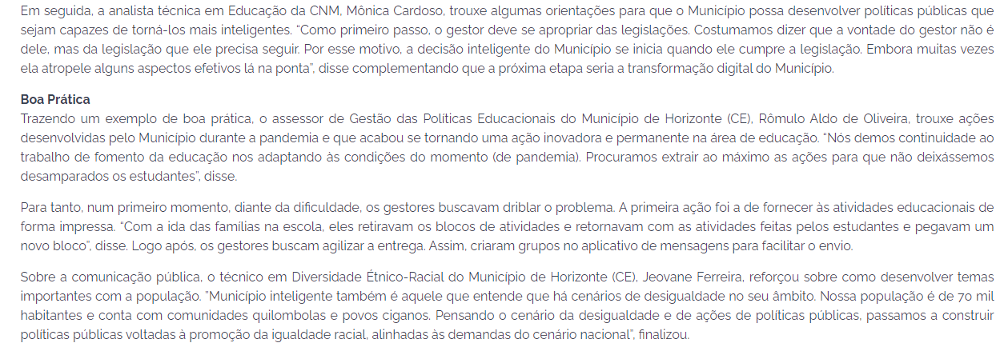 Em seguida, a analista técnica em Educação da CNM, Mônica Cardoso, trouxe algumas orientações para que o Município possa desenvolver políticas públicas que
sejam capazes de torná-los mais inteligentes. “Como primeiro passo, o gestor deve se apropriar das legislações. Costumamos dizer que a vontade do gestor não é
dele, mas da legislação que ele precisa seguir. Por esse motivo, a decisão inteligente do Município se inicia quando ele cumpre a legislação. Embora muitas vezes
ela atropele alguns aspectos efetivos lá na ponta”, disse complementando que a próxima etapa seria a transformação digital do Município.
Boa Prática
Trazendo um exemplo de boa prática, o assessor de Gestão das Políticas Educacionais do Município de Horizonte (CE), Rômulo Aldo de Oliveira, trouxe ações
desenvolvidas pelo Município durante a pandemia e que acabou se tornando uma ação inovadora e permanente na área de educação. “Nós demos continuidade ao
trabalho de fomento da educação nos adaptando às condições do momento (de pandemia). Procuramos extrair ao máximo as ações para que não deixássemos
desamparados os estudantes”, disse.
Para tanto, num primeiro momento, diante da dificuldade, os gestores buscavam driblar o problema. A primeira ação foi a de fornecer às atividades educacionais de
forma impressa. “Com a ida das famílias na escola, eles retiravam os blocos de atividades e retornavam com as atividades feitas pelos estudantes e pegavam um
novo bloco”, disse. Logo após, os gestores buscam agilizar a entrega. Assim, criaram grupos no aplicativo de mensagens para facilitar o envio.
Sobre a comunicação pública, o técnico em Diversidade Étnico-Racial do Município de Horizonte (CE), Jeovane Ferreira, reforçou sobre como desenvolver temas
importantes com a população. “Município inteligente também é aquele que entende que há cenários de desigualdade no seu âmbito. Nossa população é de 70 mil
habitantes e conta com comunidades quilombolas e povos ciganos. Pensando o cenário da desigualdade e de ações de políticas públicas, passamos a construir
políticas públicas voltadas à promoção da igualdade racial, alinhadas às demandas do cenário nacional”, finalizou.